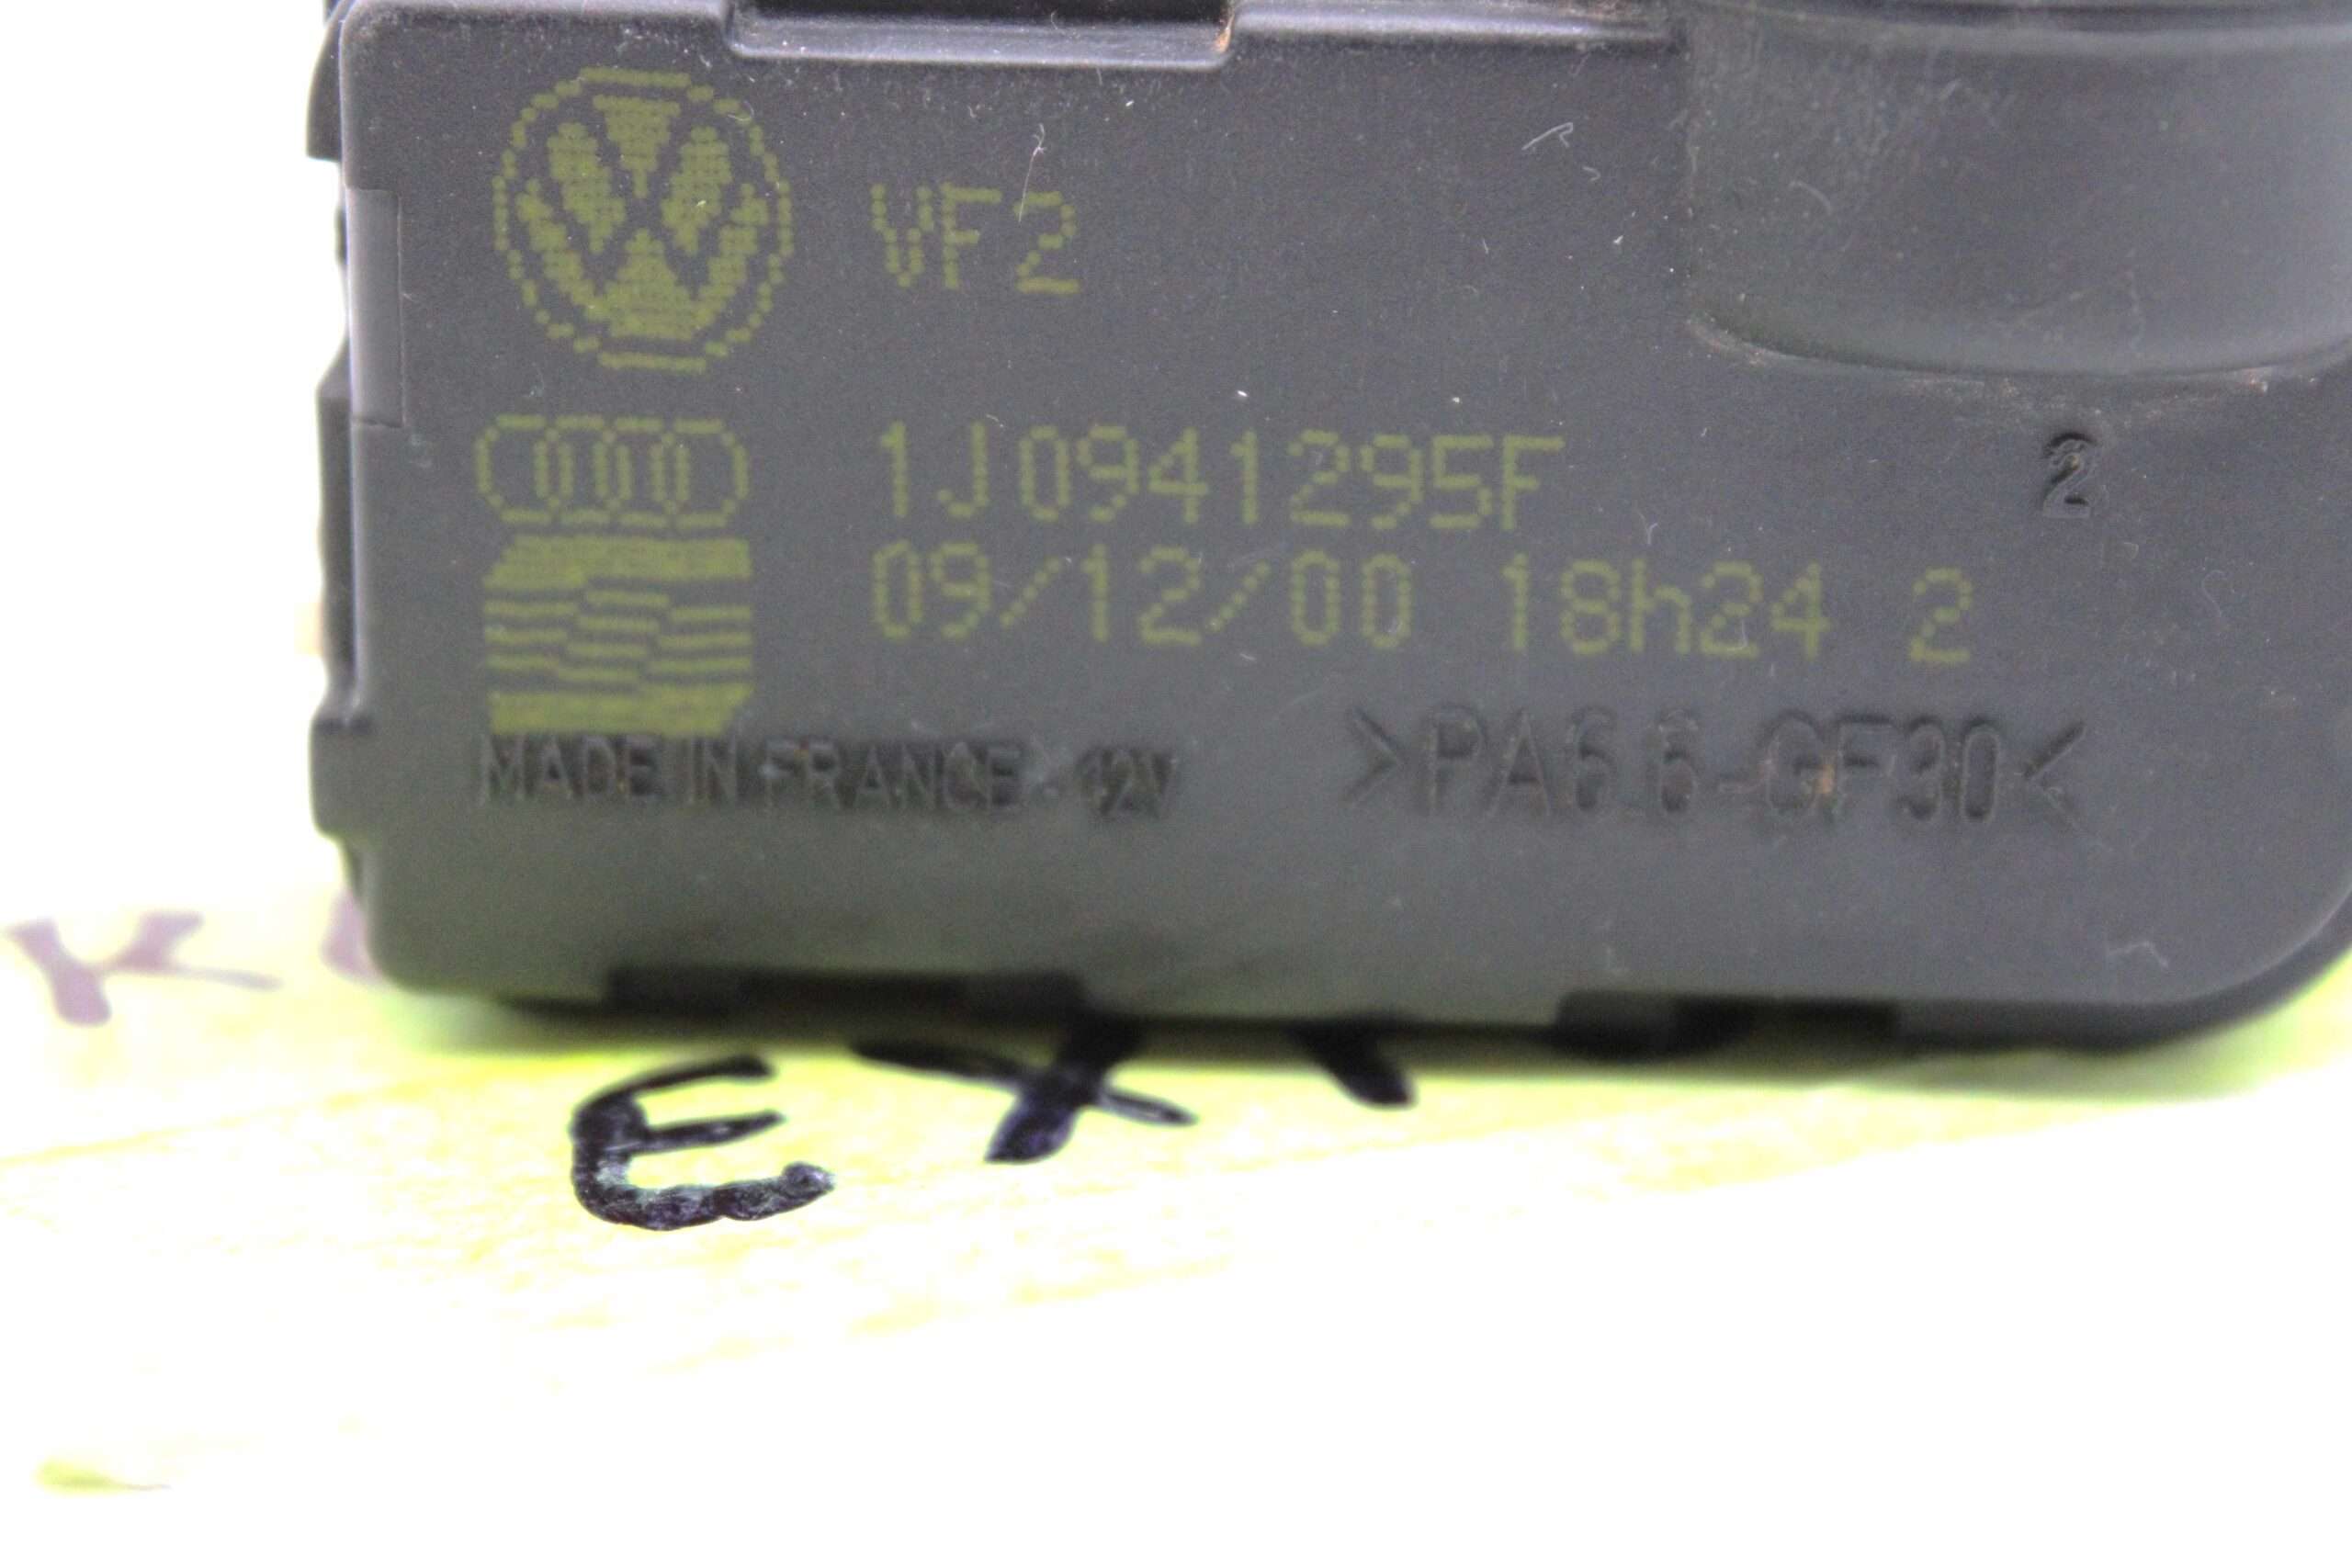 VF2
1J0941295F
2
09/12/00 18h24 2
MADE IN FRANCE - 12V >PA6.6-GF30<